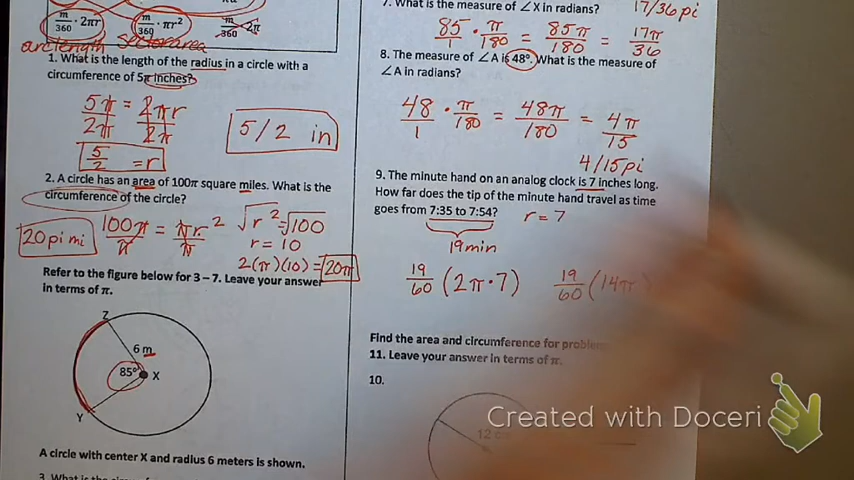 m/360 · 2πr
m/360 · πr²
m/360 · 2π
arclength sector area
1. What is the length of the radius in a circle with a
circumference of 5π inches?
5π = 2πr
2π 2π
5/2 = r
5/2 in
2. A circle has an area of 100π square miles. What is the
circumference of the circle?
20pi mi
100π/π = πr²/π
√r² = √100
r = 10
2(π)(10) = 20π
Refer to the figure below for 3 – 7. Leave your answer
in terms of π.
Z
6 m
85°
X
Y
A circle with center X and radius 6 meters is shown.
7. What is the measure of ∠X in radians?
17/36 pi
85/1 · π/180 = 85π/180 = 17π/36
8. The measure of ∠A is 48°. What is the measure of
∠A in radians?
48/1 · π/180 = 48π/180 = 4π/15
4/15pi
9. The minute hand on an analog clock is 7 inches long.
How far does the tip of the minute hand travel as time
goes from 7:35 to 7:54?
r = 7
19min
19/60 (2π·7)
19/60 (14π)
Find the area and circumference for
11. Leave your answer in terms of π.
10.
12
Created with Doceri